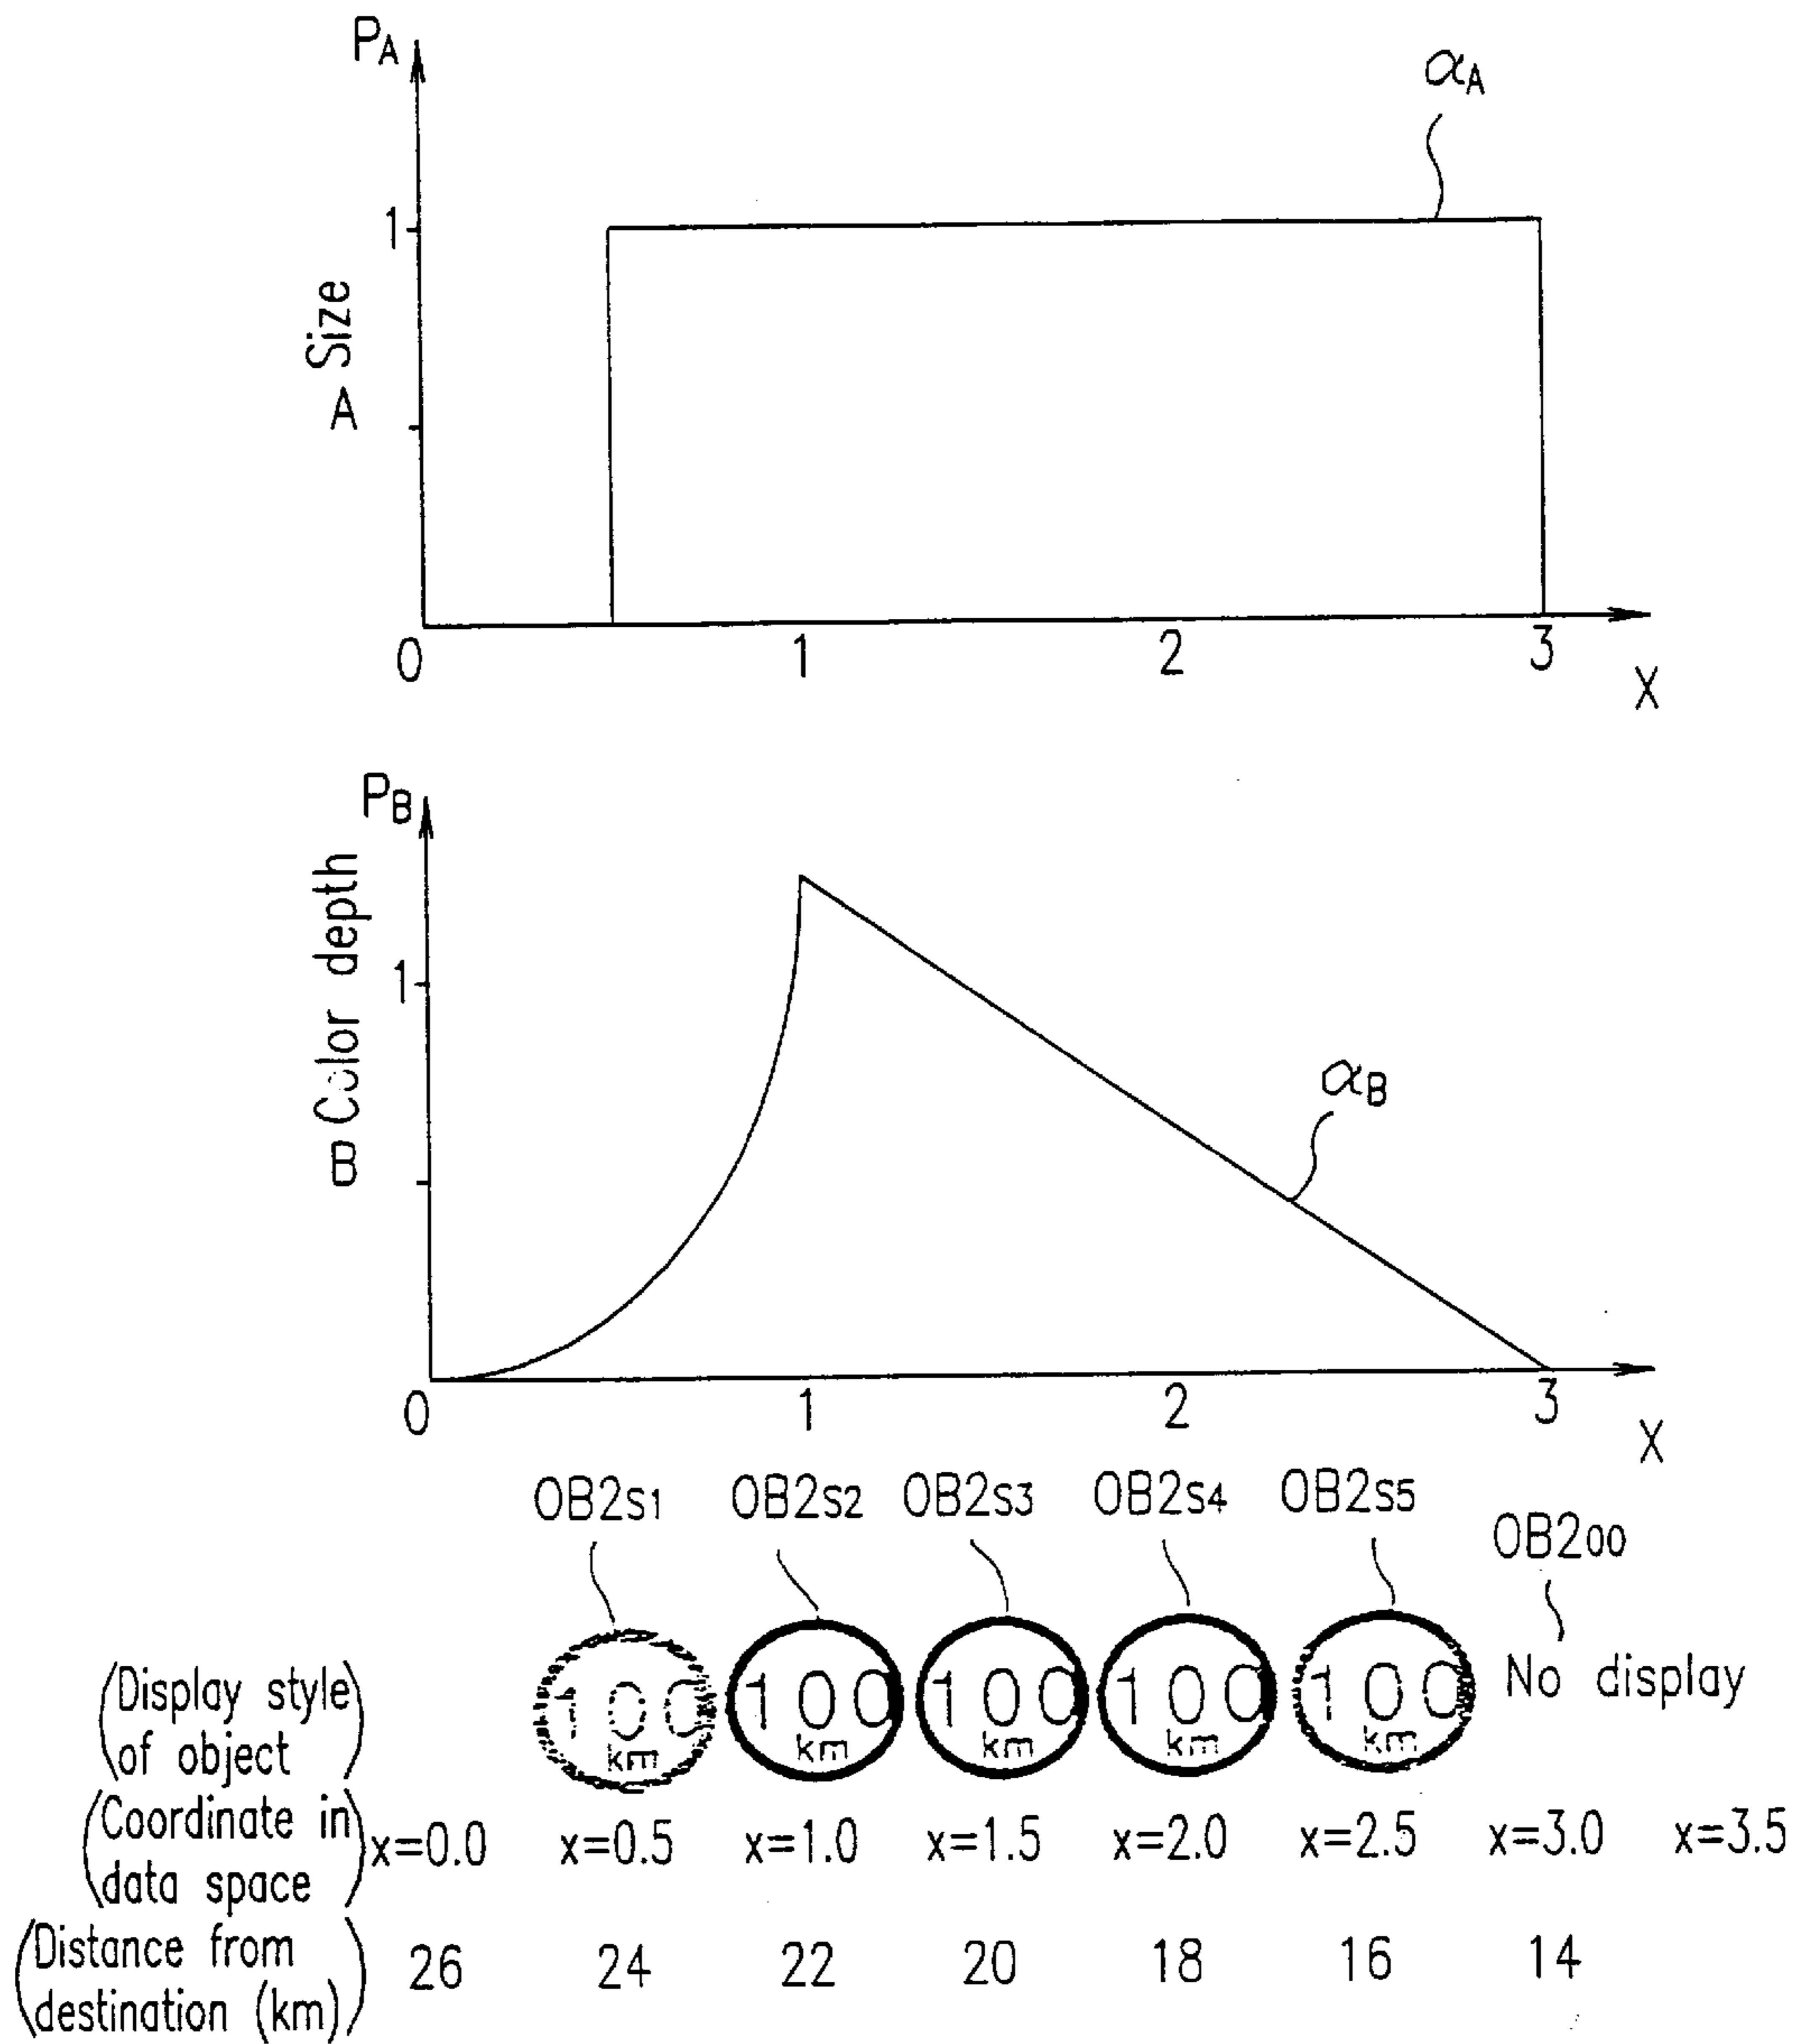 PA
αA
1
A Size
0 1 2 3
X
PB
B Color depth
1
αB
0 1 2 3
X
OB2S1 OB2S2 OB2S3 OB2S4 OB2S5 OB200
(Display style of object)
100 km
100 km
100 km
100 km
100 km
No display
(Coordinate in data space)
x=0.0 x=0.5 x=1.0 x=1.5 x=2.0 x=2.5 x=3.0 x=3.5
(Distance from destination (km))
26 24 22 20 18 16 14